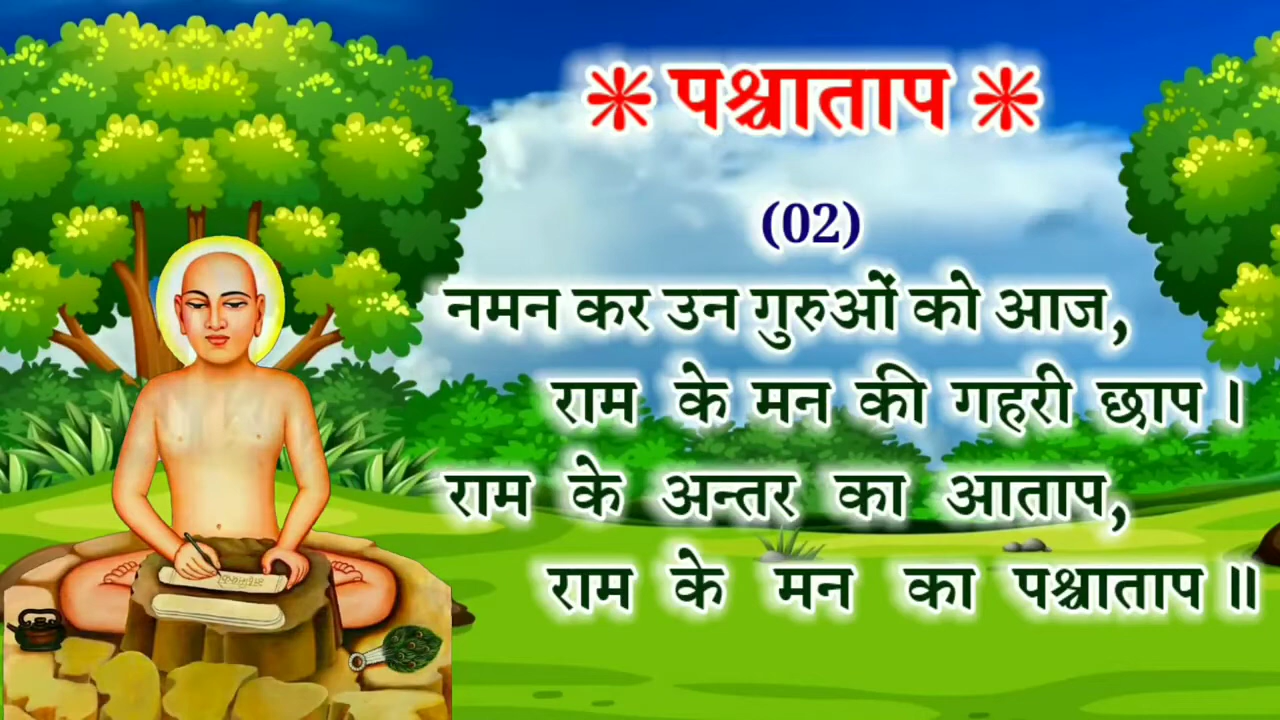 * पश्चाताप *
(02)
नमन कर उन गुरुओं को आज,
राम के मन की गहरी छाप ।
राम के अन्तर का आताप,
राम के मन का पश्चाताप ॥